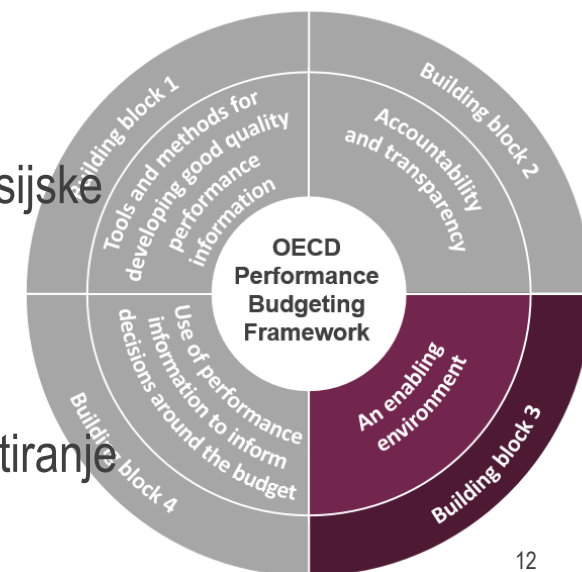 Building block 1
Tools and methods for
developing good quality
performance
information
Building block 2
Accountability
and transparency
sijske
OECD
Performance
Budgeting
Framework
Use of performance
information to inform
decisions around the budget
Building block 4
An enabling
environment
Building block 3
tiranje
12